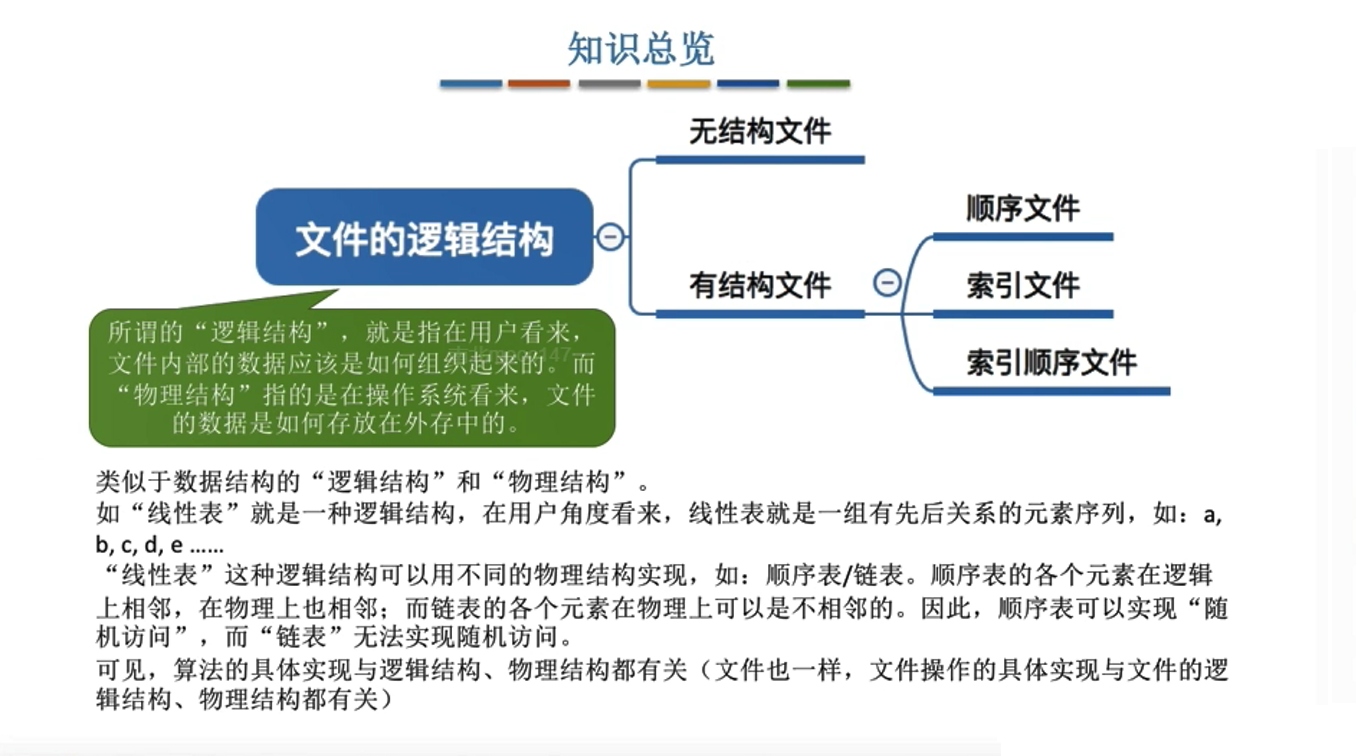 知识总览
无结构文件
顺序文件
文件的逻辑结构
有结构文件
索引文件
索引顺序文件
所谓的“逻辑结构”，就是指在用户看来，
文件内部的数据应该是如何组织起来的。而
“物理结构”指的是在操作系统看来，文件
的数据是如何存放在外存中的。
类似于数据结构的“逻辑结构”和“物理结构”。
如“线性表”就是一种逻辑结构，在用户角度看来，线性表就是一组有先后关系的元素序列，如：a,
b, c, d, e ……
“线性表”这种逻辑结构可以用不同的物理结构实现，如：顺序表/链表。顺序表的各个元素在逻辑
上相邻，在物理上也相邻；而链表的各个元素在物理上可以是不相邻的。因此，顺序表可以实现“随
机访问”，而“链表”无法实现随机访问。
可见，算法的具体实现与逻辑结构、物理结构都有关（文件也一样，文件操作的具体实现与文件的逻
辑结构、物理结构都有关）